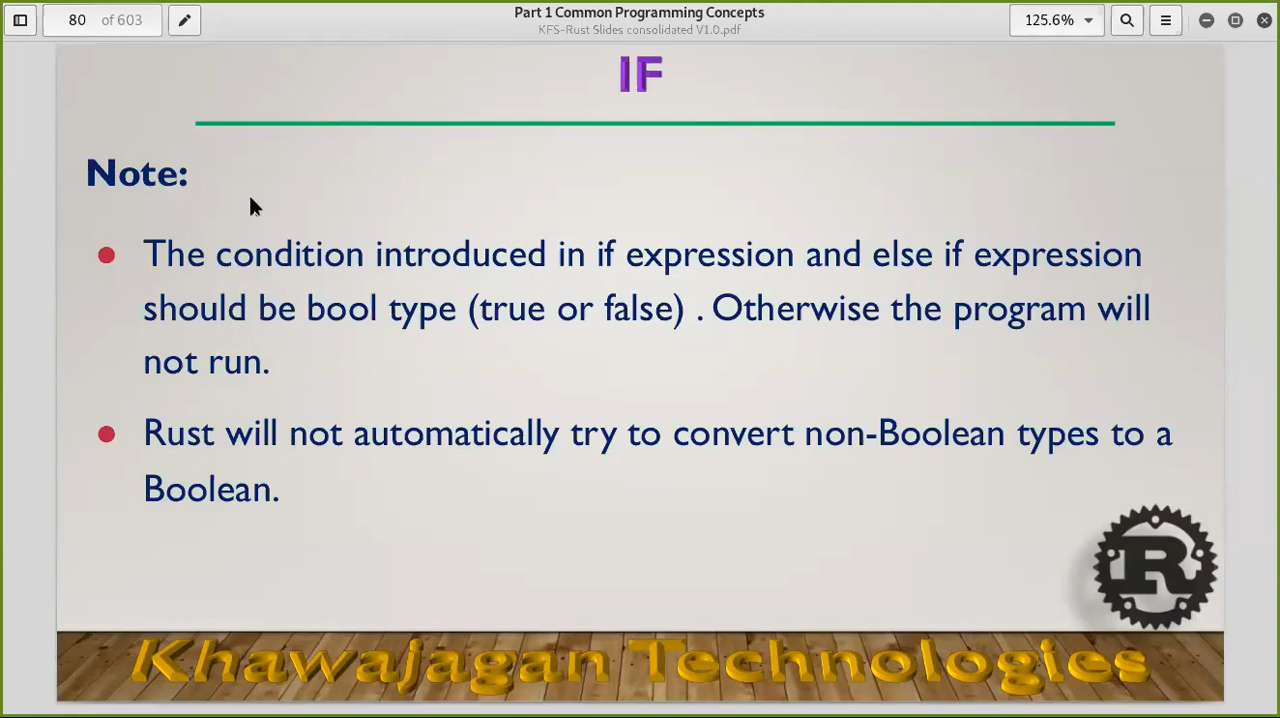 80 of 603
Part 1 Common Programming Concepts
KFS-Rust Slides consolidated V1.0.pdf
125.6%
IF
Note:
The condition introduced in if expression and else if expression
should be bool type (true or false) . Otherwise the program will
not run.
Rust will not automatically try to convert non-Boolean types to a
Boolean.
R
Khawajagan Technologies